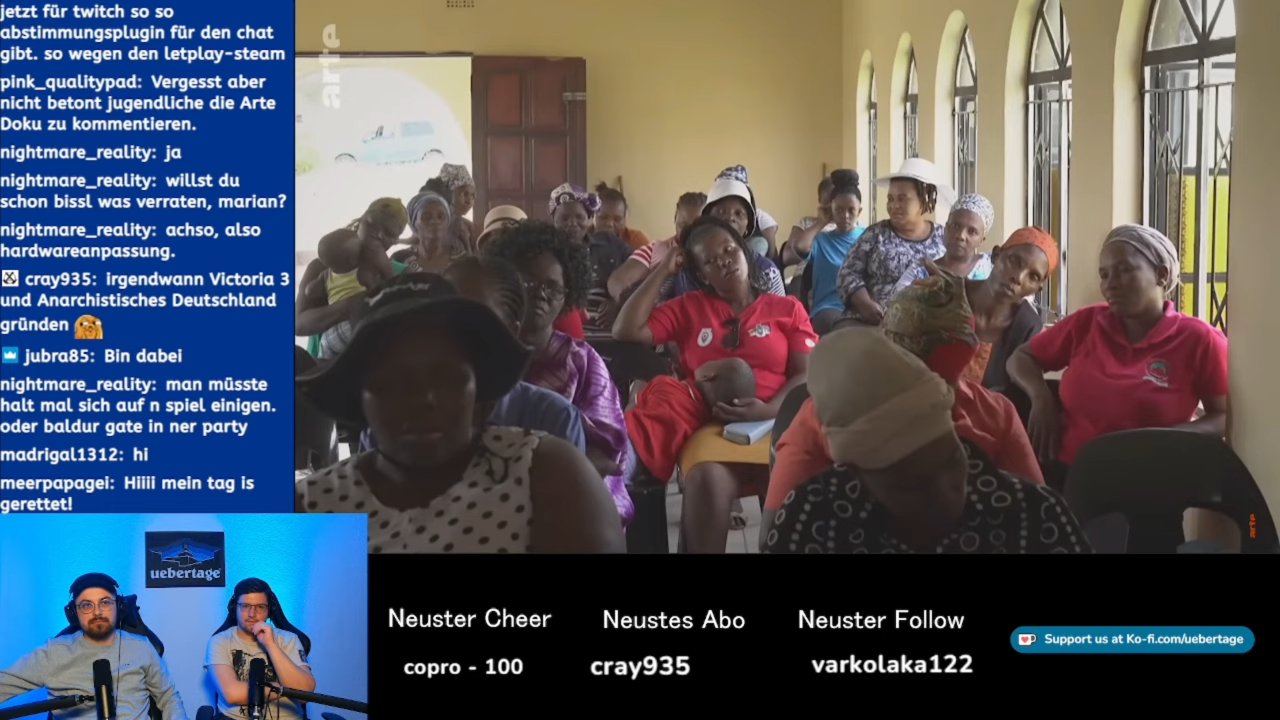 jetzt für twitch so so
abstimmungsplugin für den chat
gibt. so wegen den letplay-steam
pink_qualitypad: Vergesst aber
nicht betont jugendliche die Arte
Doku zu kommentieren.
nightmare_reality: ja
nightmare_reality: willst du
schon bissl was verraten, marian?
nightmare_reality: achso, also
hardwareanpassung.
cray935: irgendwann Victoria 3
und Anarchistisches Deutschland
gründen
jubra85: Bin dabei
nightmare_reality: man müsste
halt mal sich auf n spiel einigen.
oder baldur gate in ner party
madrigal1312: hi
meerpapagei: Hiiii mein tag is
gerettet!
arte
arte
uebertage
Neuster Cheer
copro - 100
Neustes Abo
cray935
Neuster Follow
varkolaka122
Support us at Ko-fi.com/uebertage